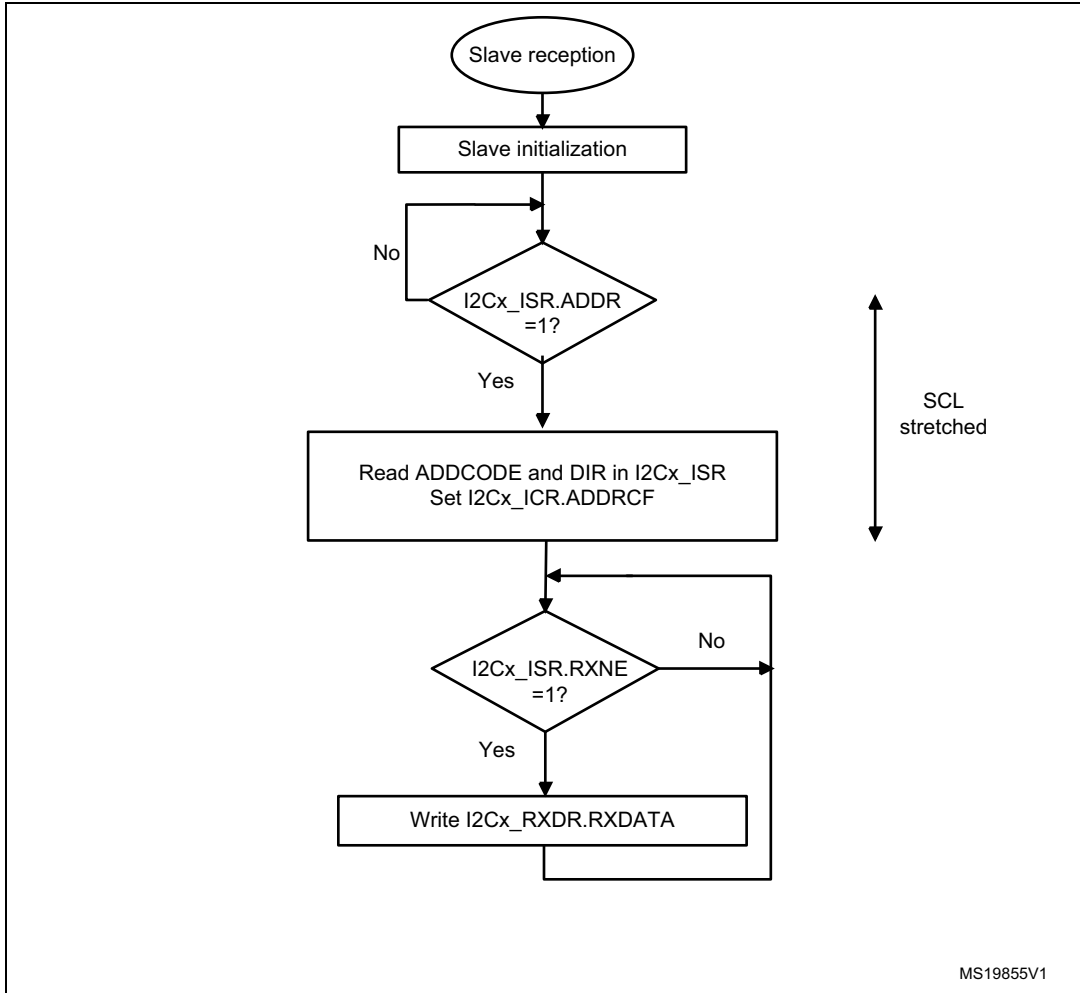 Slave reception
Slave initialization
No
I2Cx_ISR.ADDR
=1?
Yes
SCL
stretched
Read ADDCODE and DIR in I2Cx_ISR
Set I2Cx_ICR.ADDRCF
No
I2Cx_ISR.RXNE
=1?
Yes
Write I2Cx_RXDR.RXDATA
MS19855V1